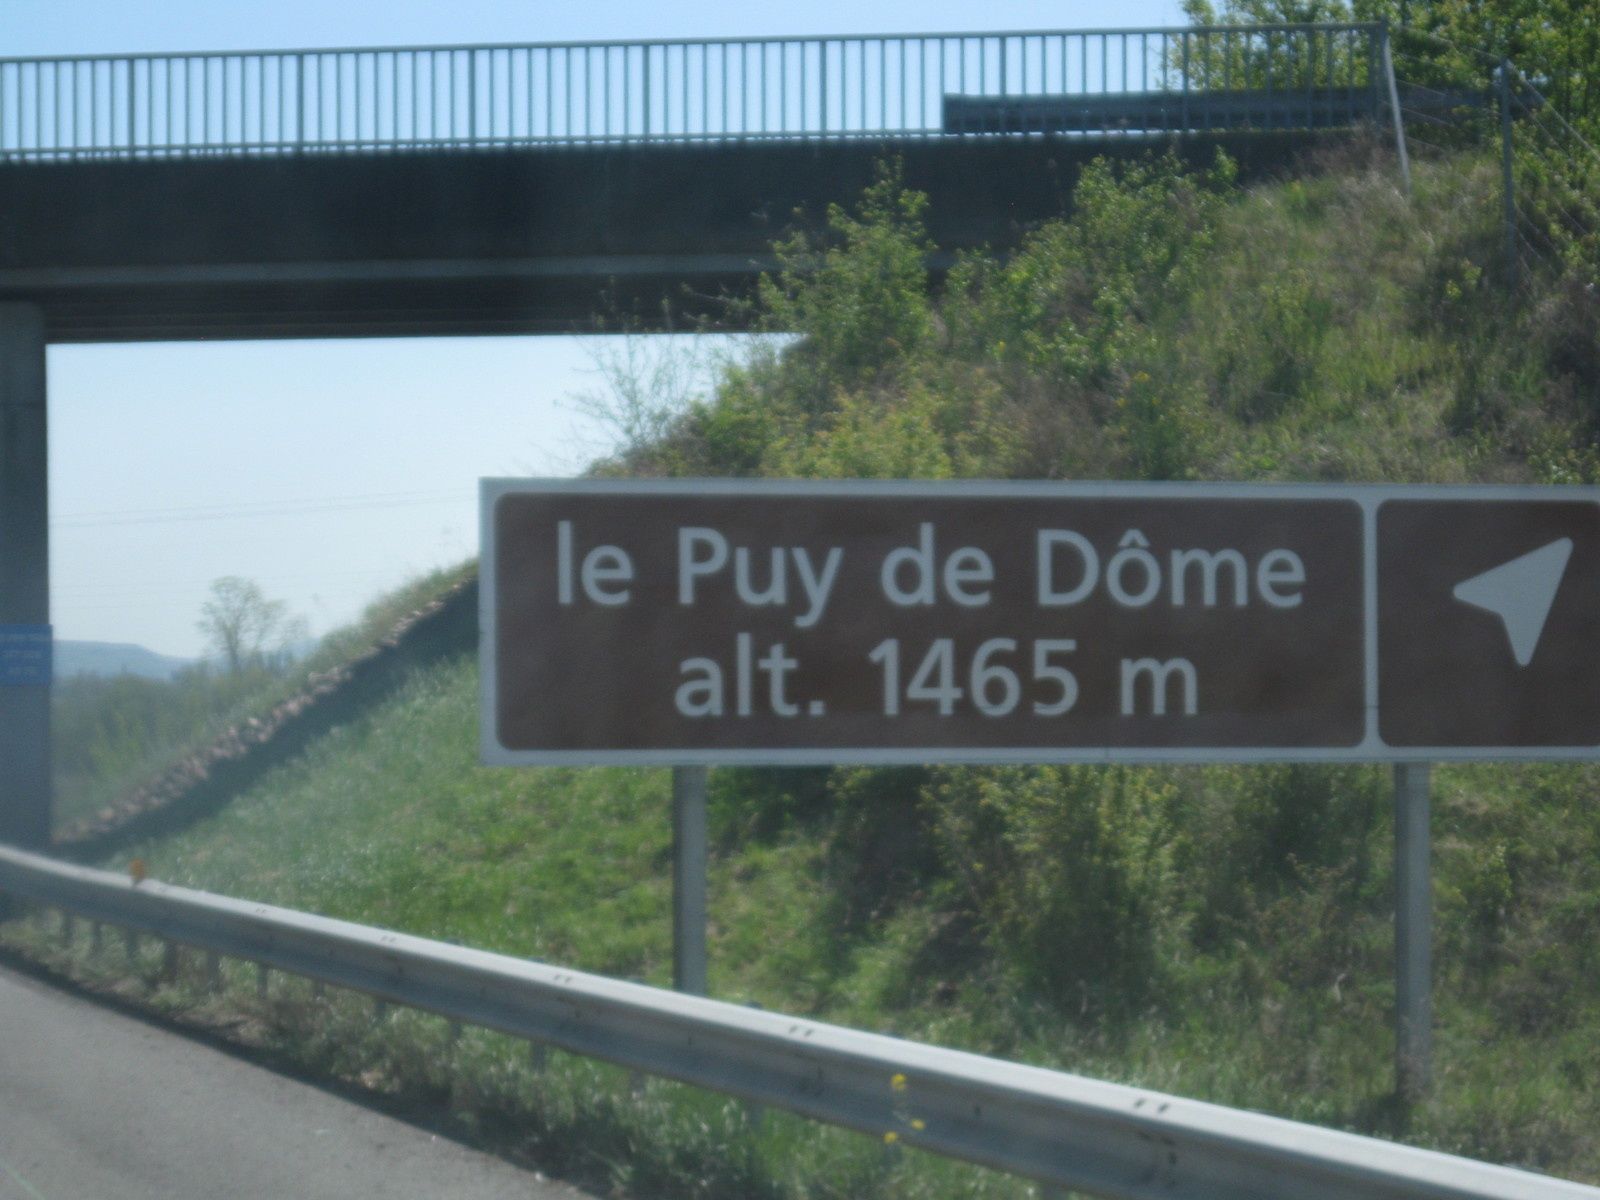 le Puy de Dôme
alt. 1465 m